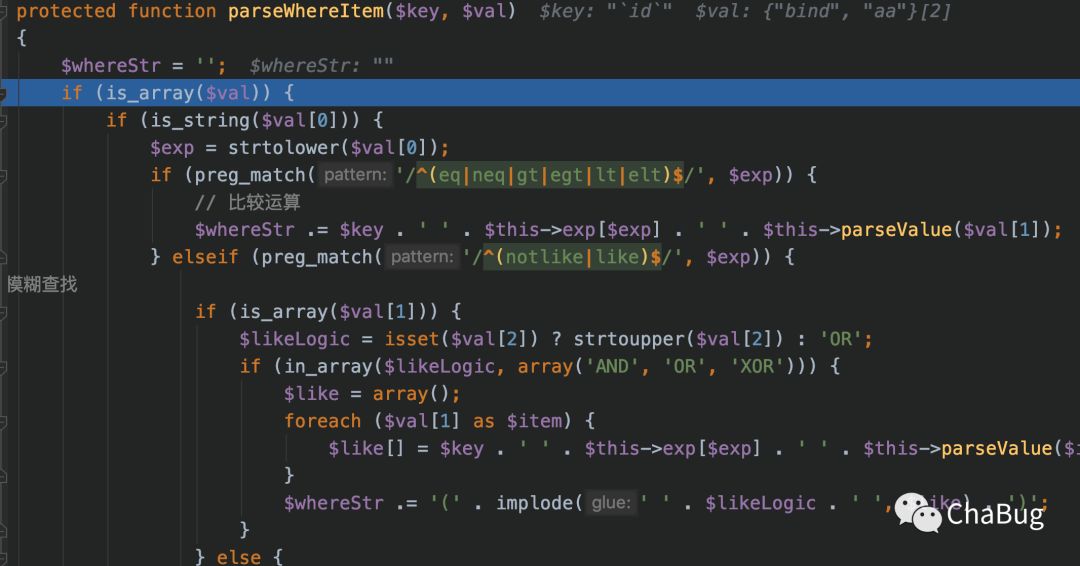 protected function parseWhereItem($key, $val)  $key: "`id`"  $val: {"bind", "aa"}[2]
{
$whereStr = '';  $whereStr: ""
if (is_array($val)) {
if (is_string($val[0])) {
$exp = strtolower($val[0]);
if (preg_match( pattern: '/^(eq|neq|gt|egt|lt|elt)$/', $exp)) {
// 比较运算
$whereStr .= $key . ' ' . $this->exp[$exp] . ' ' . $this->parseValue($val[1]);
} elseif (preg_match( pattern: '/^(notlike|like)$/', $exp)) {
模糊查找
if (is_array($val[1])) {
$likeLogic = isset($val[2]) ? strtoupper($val[2]) : 'OR';
if (in_array($likeLogic, array('AND', 'OR', 'XOR'))) {
$like = array();
foreach ($val[1] as $item) {
$like[] = $key . ' ' . $this->exp[$exp] . ' ' . $this->parseValue($
}
$whereStr .= '(' . implode( glue: ' ' . $likeLogic . ' ', ike) . ')';
}
} else {
ChaBug